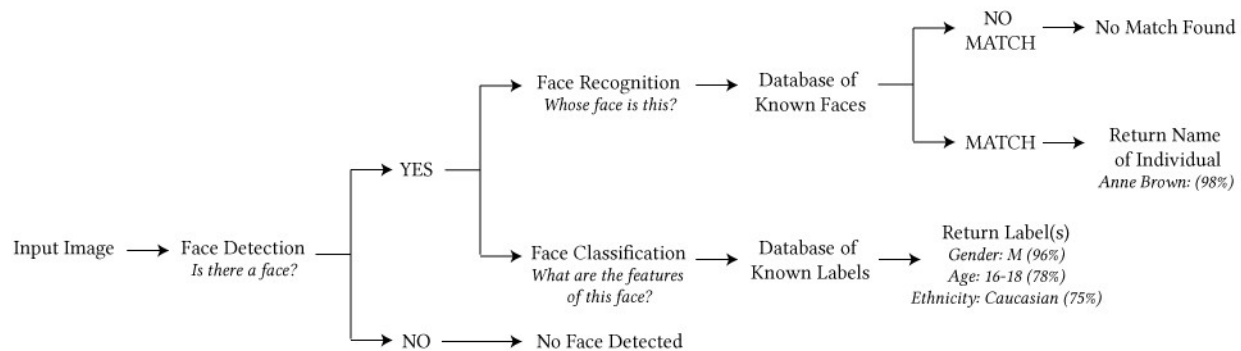 Input Image
Face Detection
Is there a face?
YES
NO
No Face Detected
Face Recognition
Whose face is this?
Database of
Known Faces
NO
MATCH
No Match Found
MATCH
Return Name
of Individual
Anne Brown: (98%)
Face Classification
What are the features
of this face?
Database of
Known Labels
Return Label(s)
Gender: M (96%)
Age: 16-18 (78%)
Ethnicity: Caucasian (75%)